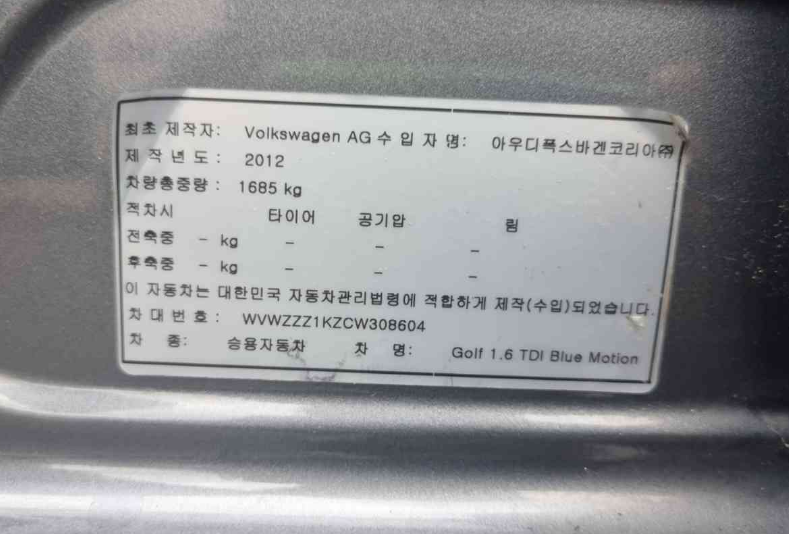 최초 제작자: Volkswagen AG 수 입 자 명: 아우디폭스바겐코리아㈜
제 작 년 도 : 2012
차량총중량 : 1685 kg
적차시 타이어 공기압 림
전축중 - kg - - -
후축중 - kg - - -
이 자동차는 대한민국 자동차관리법령에 적합하게 제작(수입)되었습니다.
차 대 번 호 : WVWZZZ1KZCW308604
차 종: 승용자동차 차 명: Golf 1.6 TDI Blue Motion